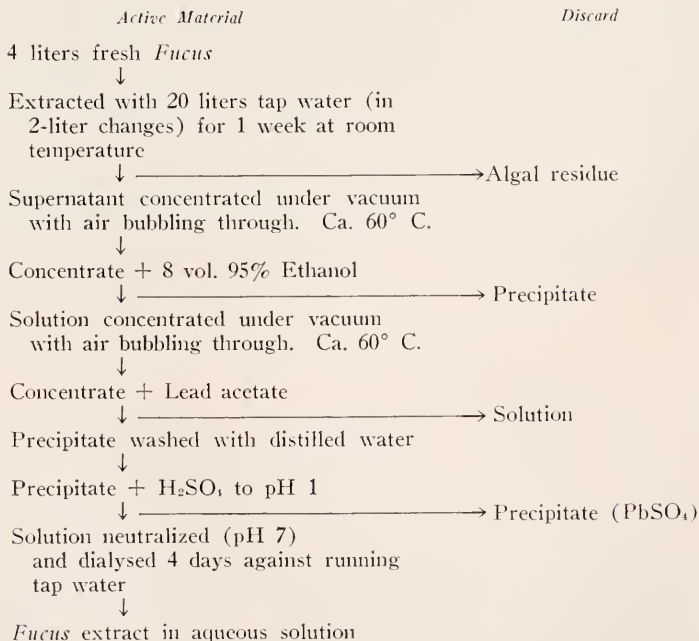 Active Material Discard
4 liters fresh Fucus
↓
Extracted with 20 liters tap water (in
2-liter changes) for 1 week at room
temperature
↓ → Algal residue
Supernatant concentrated under vacuum
with air bubbling through. Ca. 60° C.
↓
Concentrate + 8 vol. 95% Ethanol
↓ → Precipitate
Solution concentrated under vacuum
with air bubbling through. Ca. 60° C.
↓
Concentrate + Lead acetate
↓ → Solution
Precipitate washed with distilled water
↓
Precipitate + H₂SO₄ to pH 1
↓ → Precipitate (PbSO₄)
Solution neutralized (pH 7)
and dialysed 4 days against running
tap water
↓
Fucus extract in aqueous solution